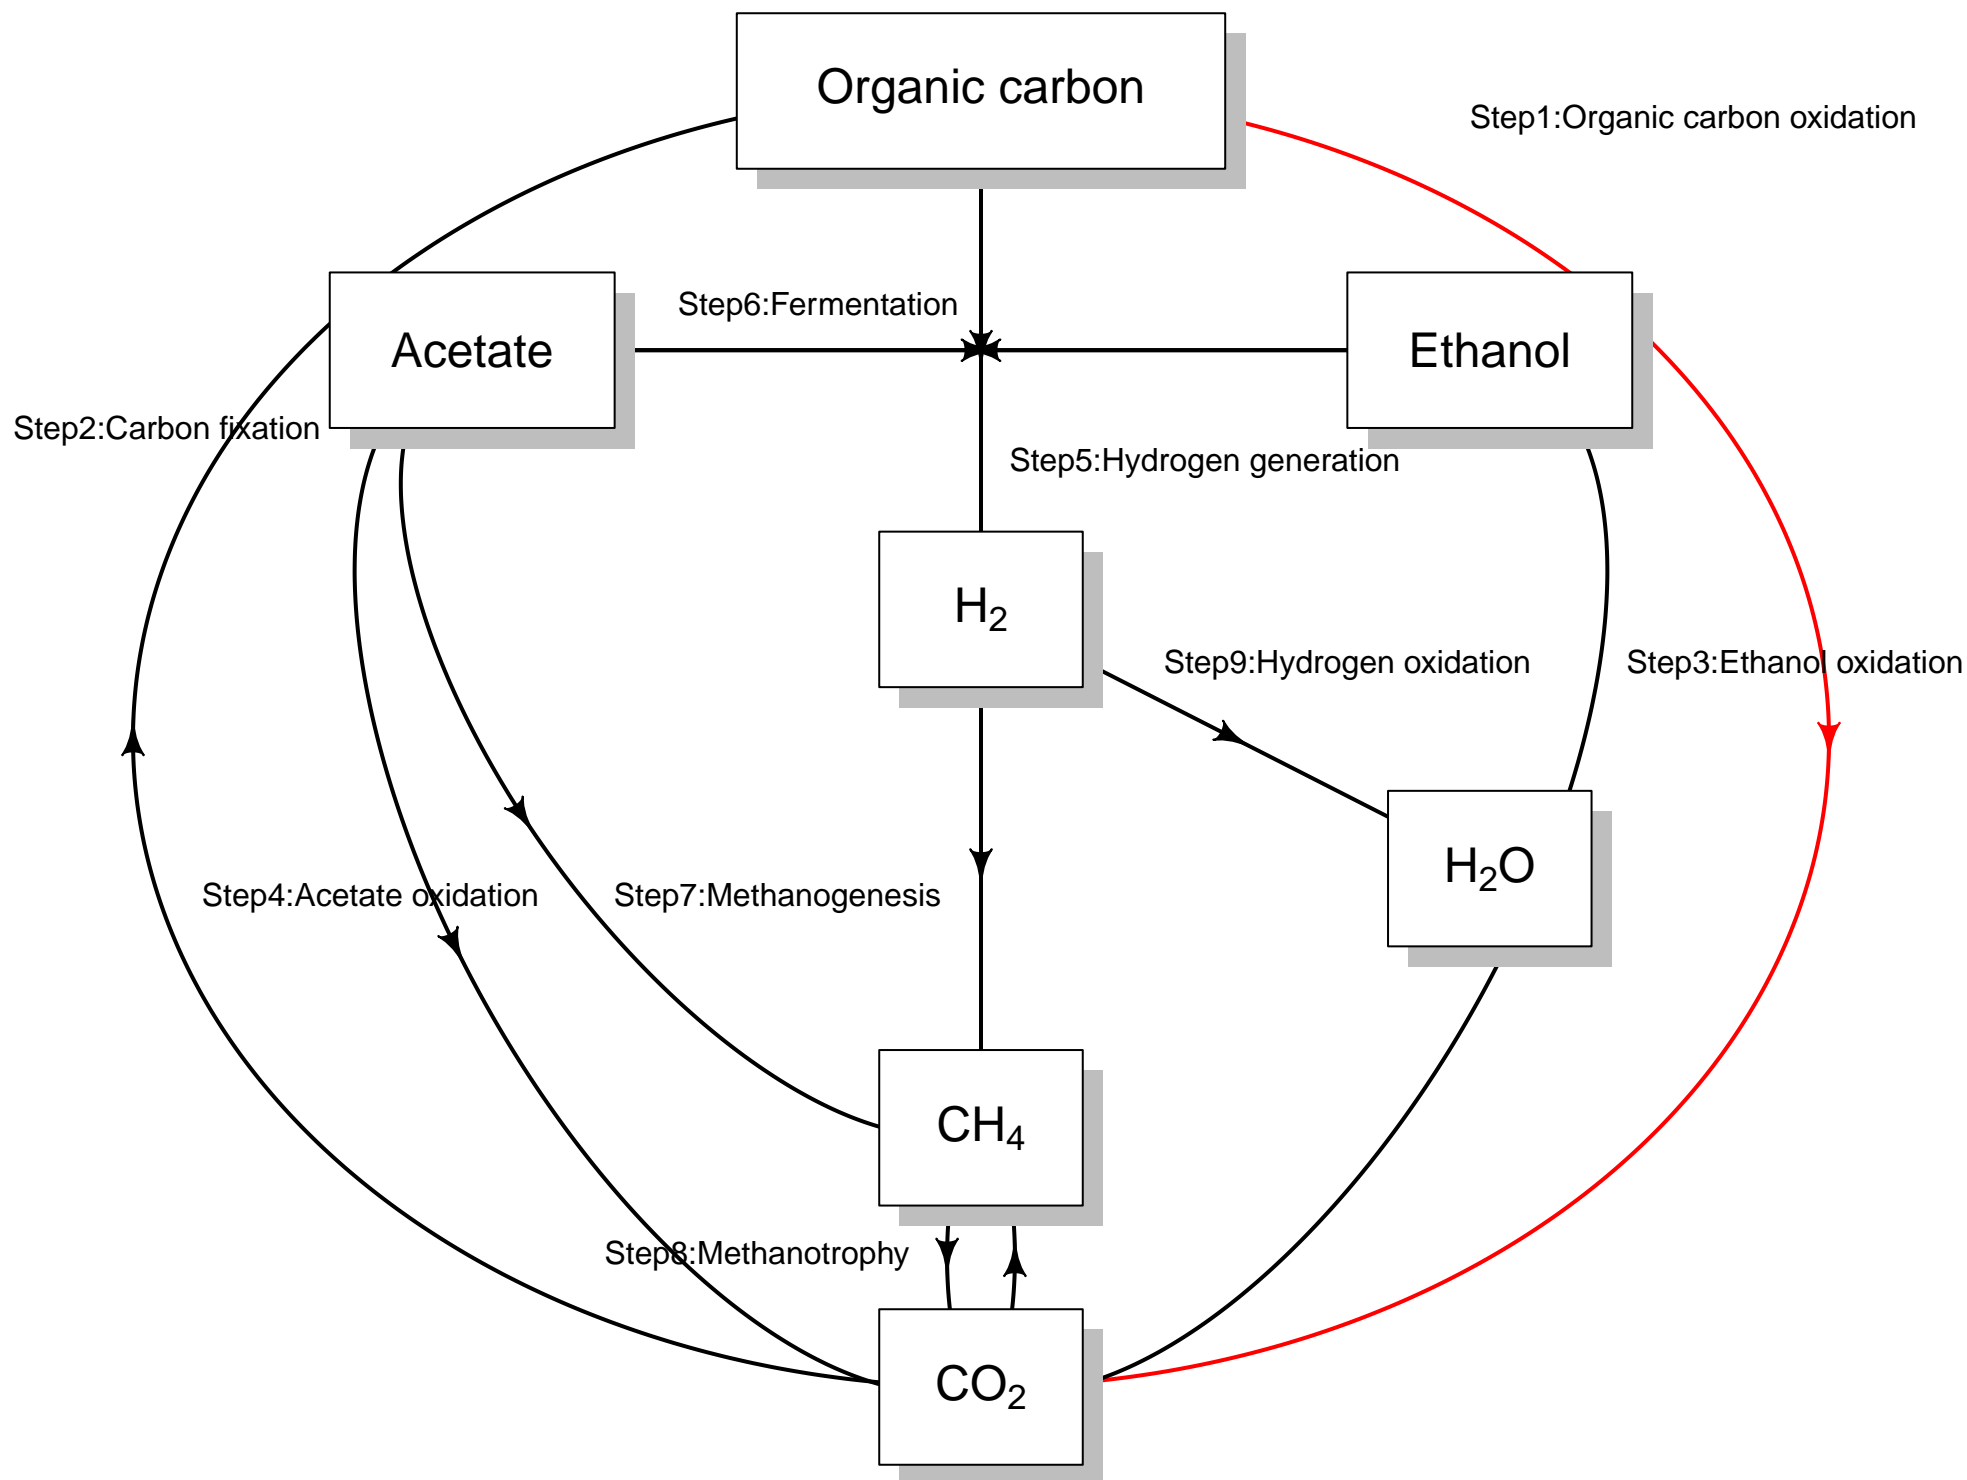 Organic carbon
Step1:Organic carbon oxidation
Step6:Fermentation
Acetate
Ethanol
Step2:Carbon fixation
Step5:Hydrogen generation
H₂
Step9:Hydrogen oxidation
Step3:Ethanol oxidation
H₂O
Step4:Acetate oxidation
Step7:Methanogenesis
CH₄
Step8:Methanotrophy
CO₂